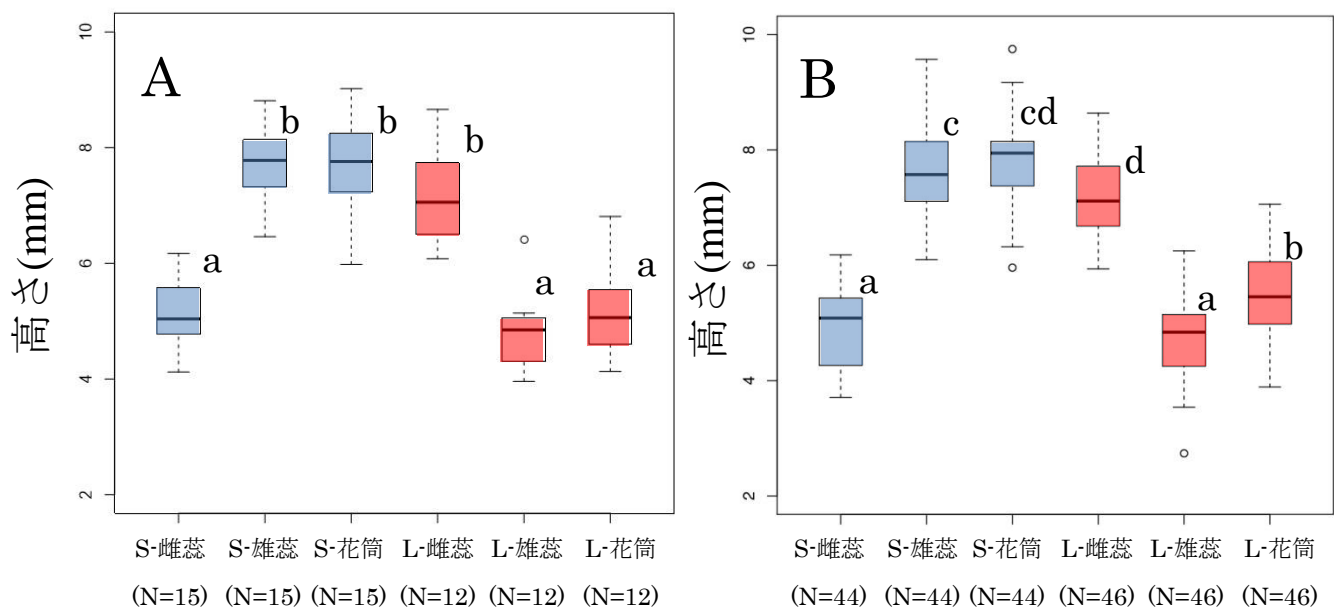 A
高さ(mm)
10
8
6
4
2
a
b
b
b
a
a
S-雌蕊 S-雄蕊 S-花筒 L-雌蕊 L-雄蕊 L-花筒
(N=15) (N=15) (N=15) (N=12) (N=12) (N=12)
B
高さ(mm)
10
8
6
4
2
a
c
cd
d
a
b
S-雌蕊 S-雄蕊 S-花筒 L-雌蕊 L-雄蕊 L-花筒
(N=44) (N=44) (N=44) (N=46) (N=46) (N=46)